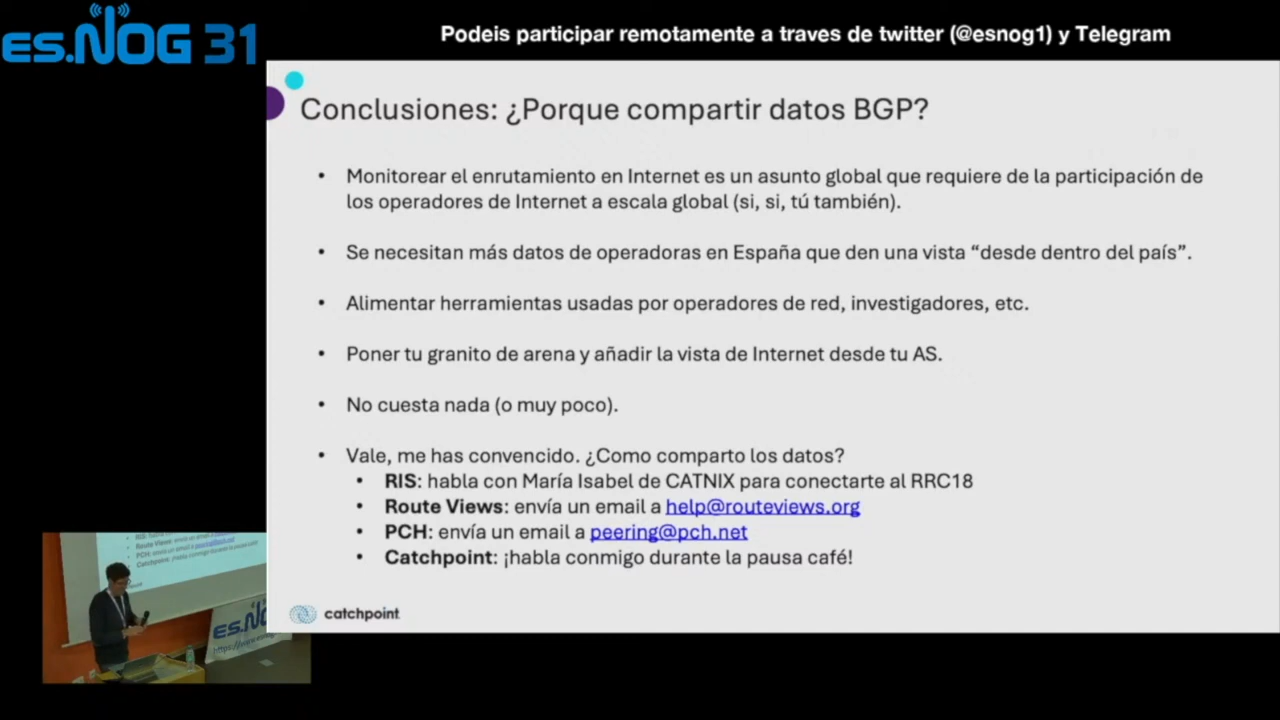 es.NOG 31
Podeis participar remotamente a traves de twitter (@esnog1) y Telegram
Conclusiones: ¿Porque compartir datos BGP?
• Monitorear el enrutamiento en Internet es un asunto global que requiere de la participación de
los operadores de Internet a escala global (si, si, tú también).
• Se necesitan más datos de operadoras en España que den una vista “desde dentro del país”.
• Alimentar herramientas usadas por operadores de red, investigadores, etc.
• Poner tu granito de arena y añadir la vista de Internet desde tu AS.
• No cuesta nada (o muy poco).
• Vale, me has convencido. ¿Como comparto los datos?
• RIS: habla con María Isabel de CATNIX para conectarte al RRC18
• Route Views: envía un email a help@routeviews.org
• PCH: envía un email a peering@pch.net
• Catchpoint: ¡habla conmigo durante la pausa café!
catchpoint